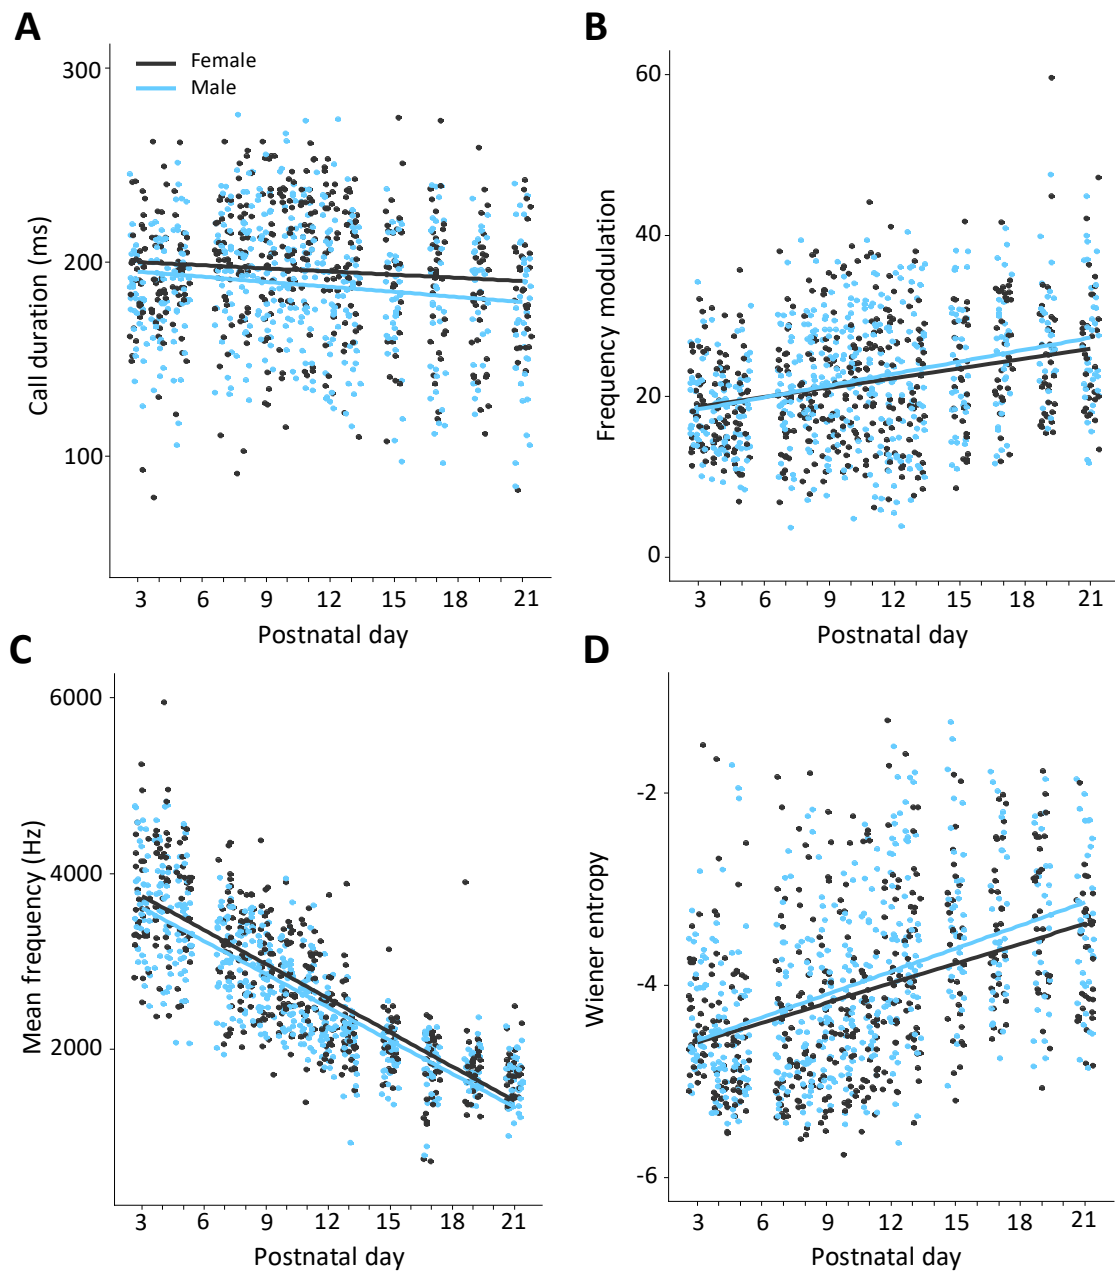 A
300
200
100
Call duration (ms)
Female
Male
3 6 9 12 15 18 21
Postnatal day
B
60
40
20
0
Frequency modulation
3 6 9 12 15 18 21
Postnatal day
C
6000
4000
2000
Mean frequency (Hz)
3 6 9 12 15 18 21
Postnatal day
D
-2
-4
-6
Wiener entropy
3 6 9 12 15 18 21
Postnatal day